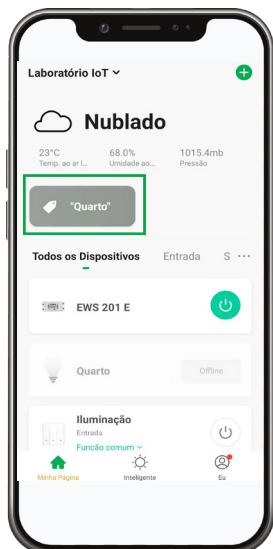 Laboratório IoT
Nublado
23°C 68.0% 1015.4mb
Temp. ao ar l... Umidade ao... Pressão
"Quarto"
Todos os Dispositivos Entrada S ...
EWS 201 E
Quarto Offline
Iluminação
Entrada
Funcão comum
Minha Página Inteligente Eu